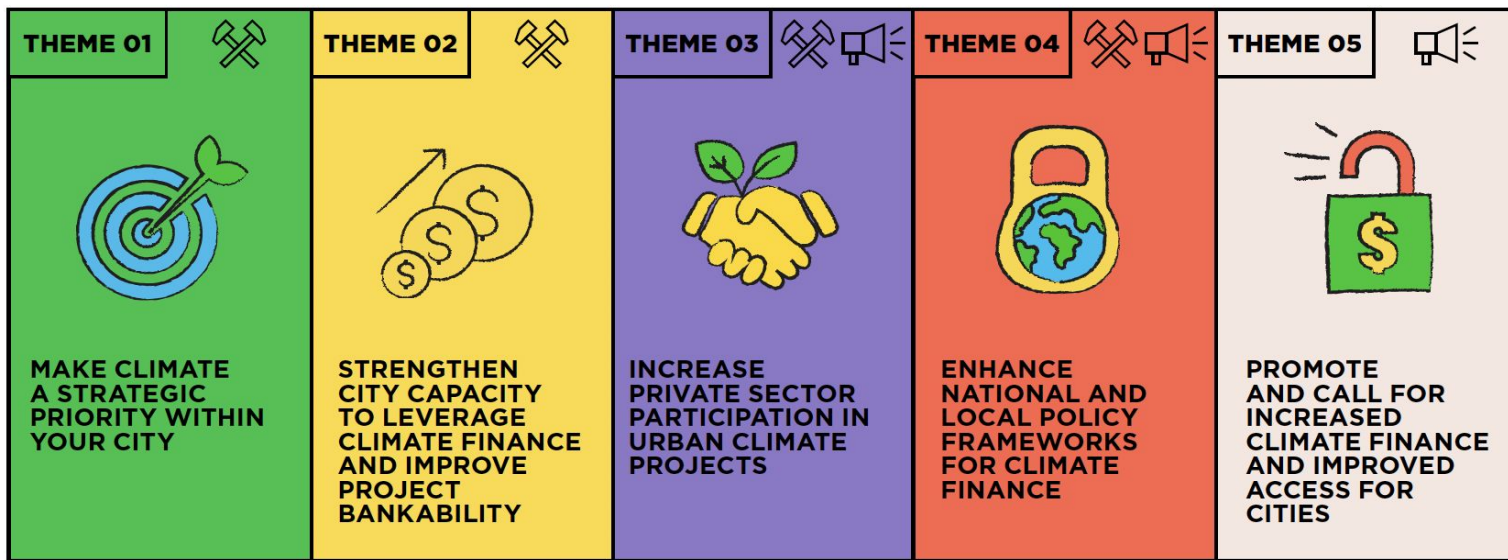 THEME 01
MAKE CLIMATE
A STRATEGIC
PRIORITY WITHIN
YOUR CITY
THEME 02
$
$
$
STRENGTHEN
CITY CAPACITY
TO LEVERAGE
CLIMATE FINANCE
AND IMPROVE
PROJECT
BANKABILITY
THEME 03
INCREASE
PRIVATE SECTOR
PARTICIPATION IN
URBAN CLIMATE
PROJECTS
THEME 04
ENHANCE
NATIONAL AND
LOCAL POLICY
FRAMEWORKS
FOR CLIMATE
FINANCE
THEME 05
$
PROMOTE
AND CALL FOR
INCREASED
CLIMATE FINANCE
AND IMPROVED
ACCESS FOR
CITIES